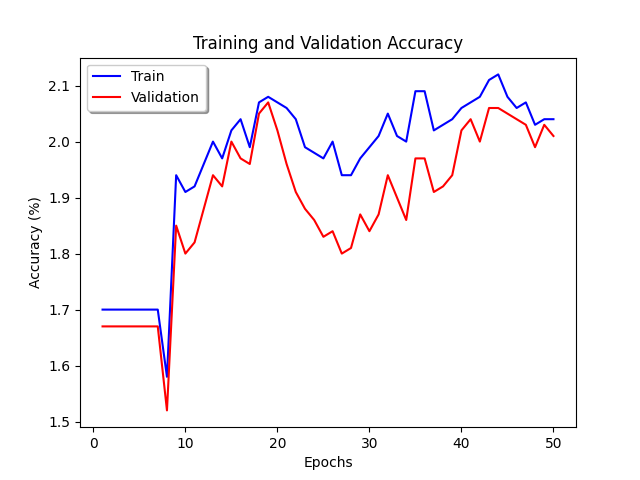 Training and Validation Accuracy
Train
Validation
Accuracy (%)
2.1
2.0
1.9
1.8
1.7
1.6
1.5
0 10 20 30 40 50
Epochs